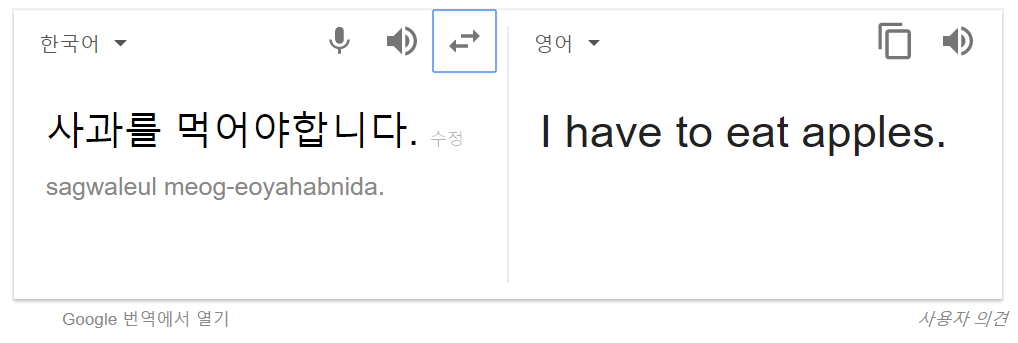 한국어
영어
사과를 먹어야합니다. 수정
sagwaleul meog-eoyahabnida.
I have to eat apples.
Google 번역에서 열기
사용자 의견